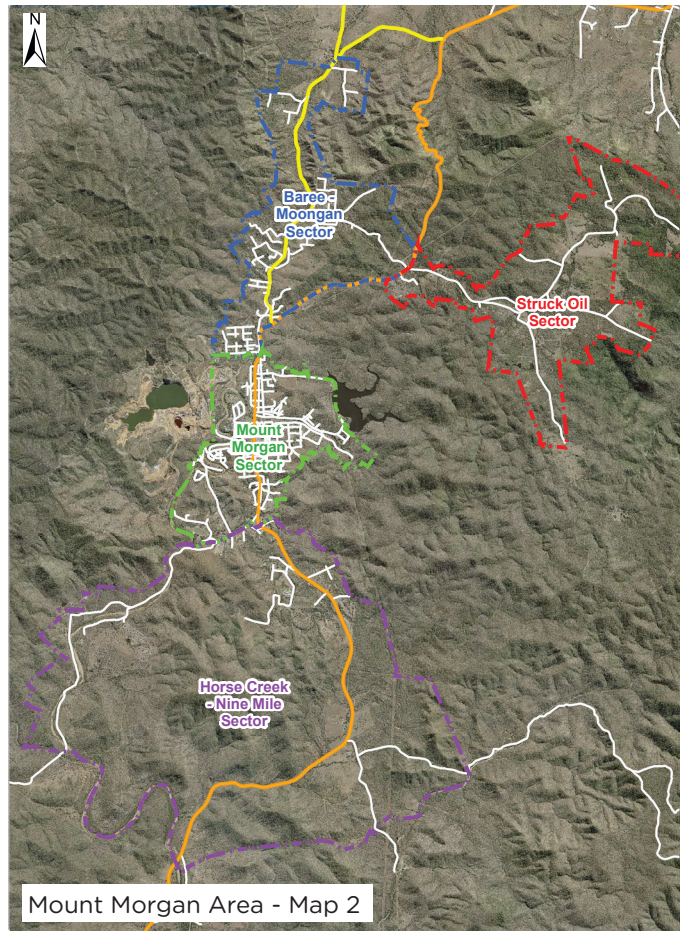 N
Baree -
Moongan
Sector
Struck Oil
Sector
Mount
Morgan
Sector
Horse Creek
- Nine Mile
Sector
Mount Morgan Area - Map 2